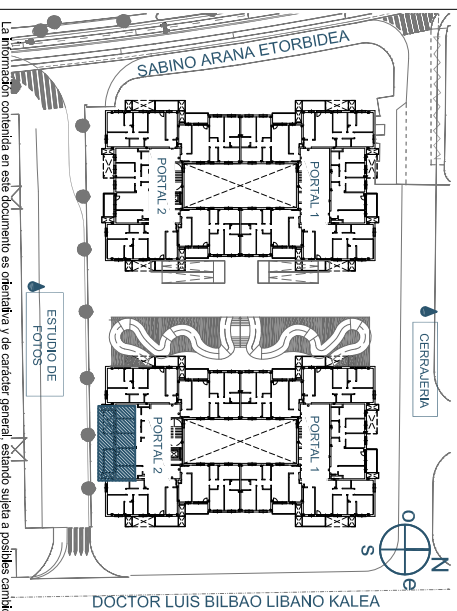 SABINO ARANA ETORBIDEA
PORTAL 2
PORTAL 1
CERRAJERIA
ESTUDIO DE
FOTOS
PORTAL 2
PORTAL 1
N
o
e
s
DOCTOR LUIS BILBAO LIBANO KALEA
La información contenida en este documento es orientativa y de carácter general, estando sujeta a posibles cambio